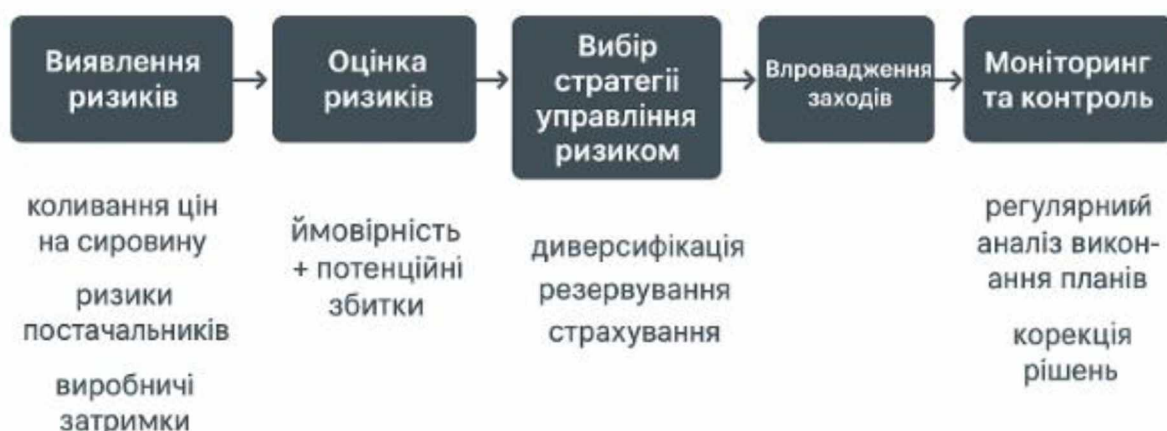 Виявлення
ризиків
Оцінка
ризиків
Вибір
стратегії
управління
ризиком
Влровадження
заходів
Моніторинг
та контроль
коливання цін
на сировину
ризики
постачальників
виробничі
затримки
ймовірність
+ потенційні
збитки
диверсифікація
резервування
страхування
регулярний
аналіз викон-
ання планів
корекція
рішень